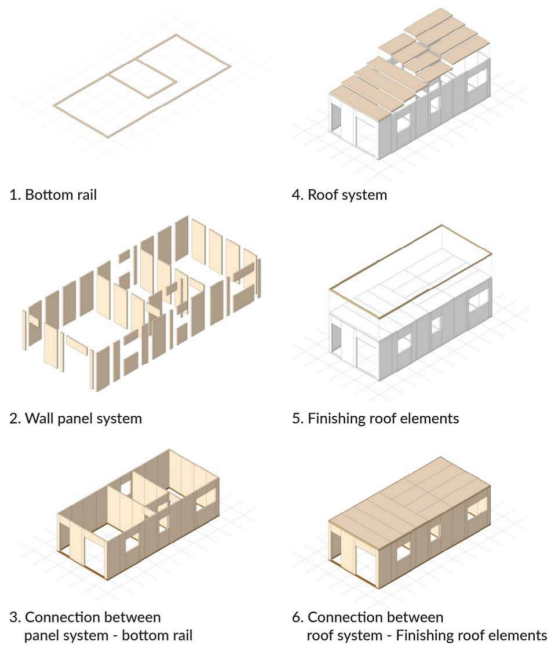 1. Bottom rail
2. Wall panel system
3. Connection between
panel system - bottom rail
4. Roof system
5. Finishing roof elements
6. Connection between
roof system - Finishing roof elements